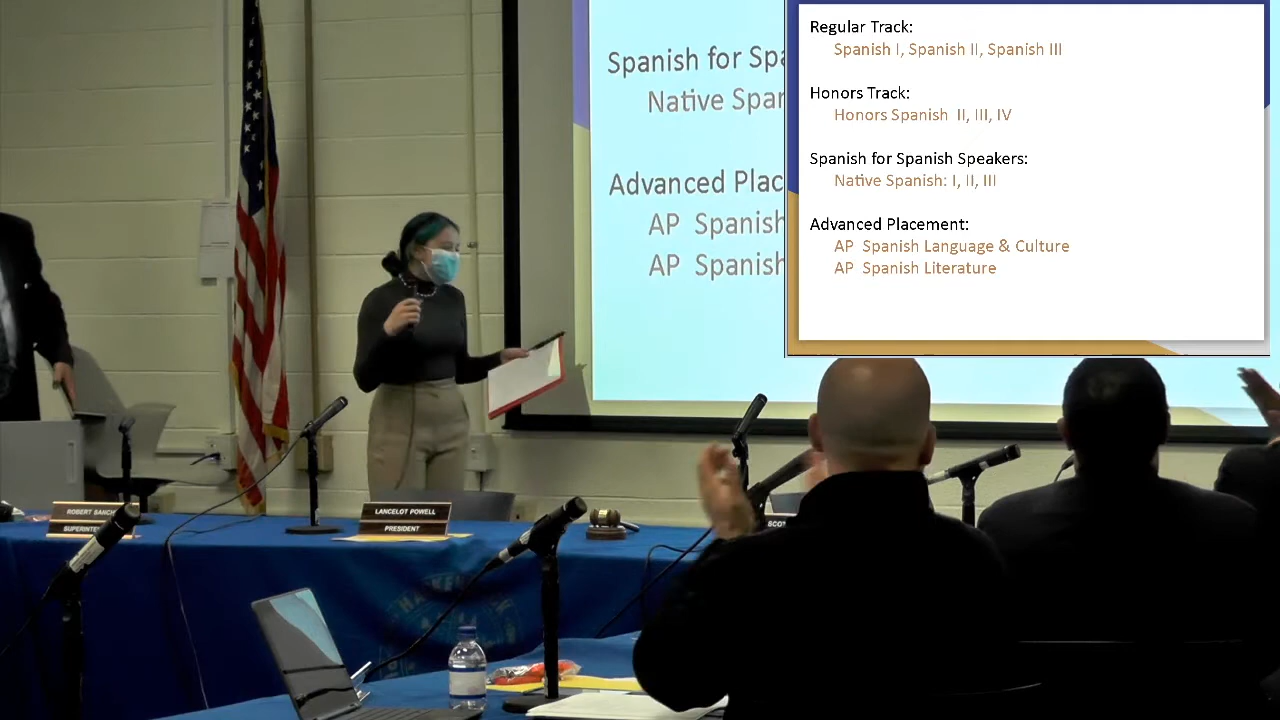 Regular Track:
Spanish I, Spanish II, Spanish III
Honors Track:
Honors Spanish II, III, IV
Spanish for Spanish Speakers:
Native Spanish: I, II, III
Advanced Placement:
AP Spanish Language & Culture
AP Spanish Literature
Spanish for Spa
Native Span
Advanced Plac
AP Spanish
AP Spanish
ROBERT SANCH
SUPERINTE
LANCELOT POWELL
PRESIDENT
SCOT